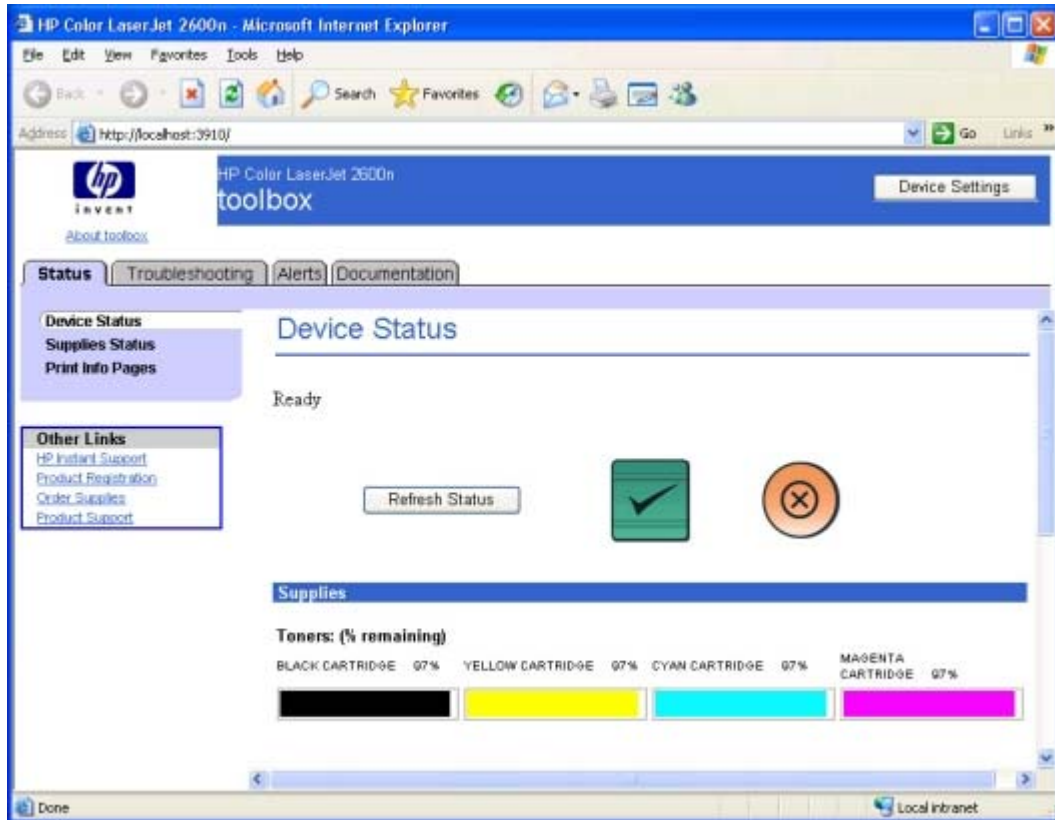 HP Color LaserJet 2600n - Microsoft Internet Explorer
File Edit View Favorites Tools Help
Back Search Favorites
Address http://localhost:3910/ Go Links »
hp
invent
HP Color LaserJet 2600n
toolbox
Device Settings
About toolbox
Status Troubleshooting Alerts Documentation
Device Status
Supplies Status
Print Info Pages
Device Status
Ready
Other Links
HP Instant Support
Product Registration
Order Supplies
Product Support
Refresh Status
Supplies
Toners: (% remaining)
BLACK CARTRIDGE 97% YELLOW CARTRIDGE 97% CYAN CARTRIDGE 97% MAGENTA CARTRIDGE 97%
Done Local intranet